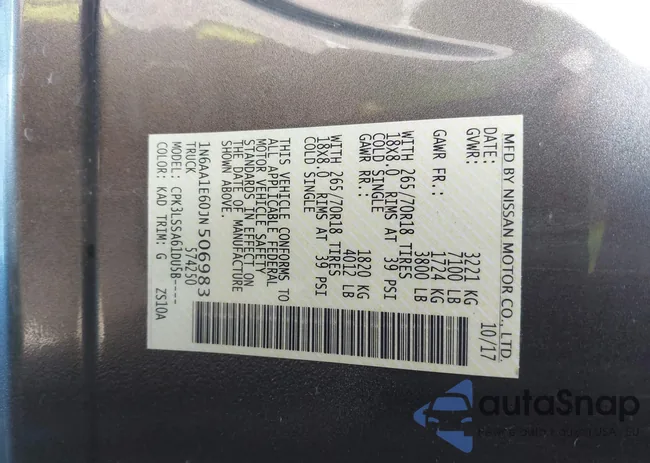 MFD BY NISSAN MOTOR CO., LTD.
DATE: 10/17
GVWR: 3221 KG
7100 LB
GAWR FR.: 1724 KG
3800 LB
WITH 265/70R18 TIRES
18X8.0 RIMS AT 39 PSI
COLD SINGLE
GAWR RR.: 1820 KG
4012 LB
WITH 265/70R18 TIRES
18X8.0 RIMS AT 39 PSI
COLD SINGLE
THIS VEHICLE CONFORMS TO
ALL APPLICABLE FEDERAL
MOTOR VEHICLE SAFETY
STANDARDS IN EFFECT ON
THE DATE OF MANUFACTURE
SHOWN ABOVE.
1N6AA1E60JN506983
TRUCK 574250
MODEL: CPK3LSSA61DU5B----
COLOR: KAD TRIM: G ZS10A
autoSnap